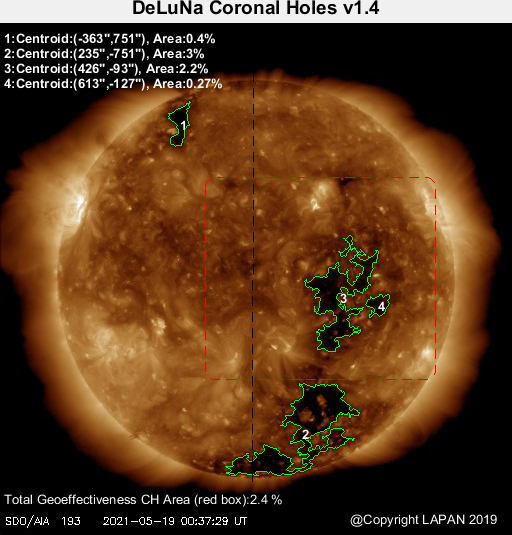 DeLuNa Coronal Holes v1.4
1:Centroid:(-363",751"), Area:0.4%
2:Centroid:(235",-751"), Area:3%
3:Centroid:(426",-93"), Area:2.2%
4:Centroid:(613",-127"), Area:0.27%
1
3
4
2
Total Geoeffectiveness CH Area (red box):2.4 %
SDO/AIA 193 2021-05-19 00:37:29 UT
@Copyright LAPAN 2019